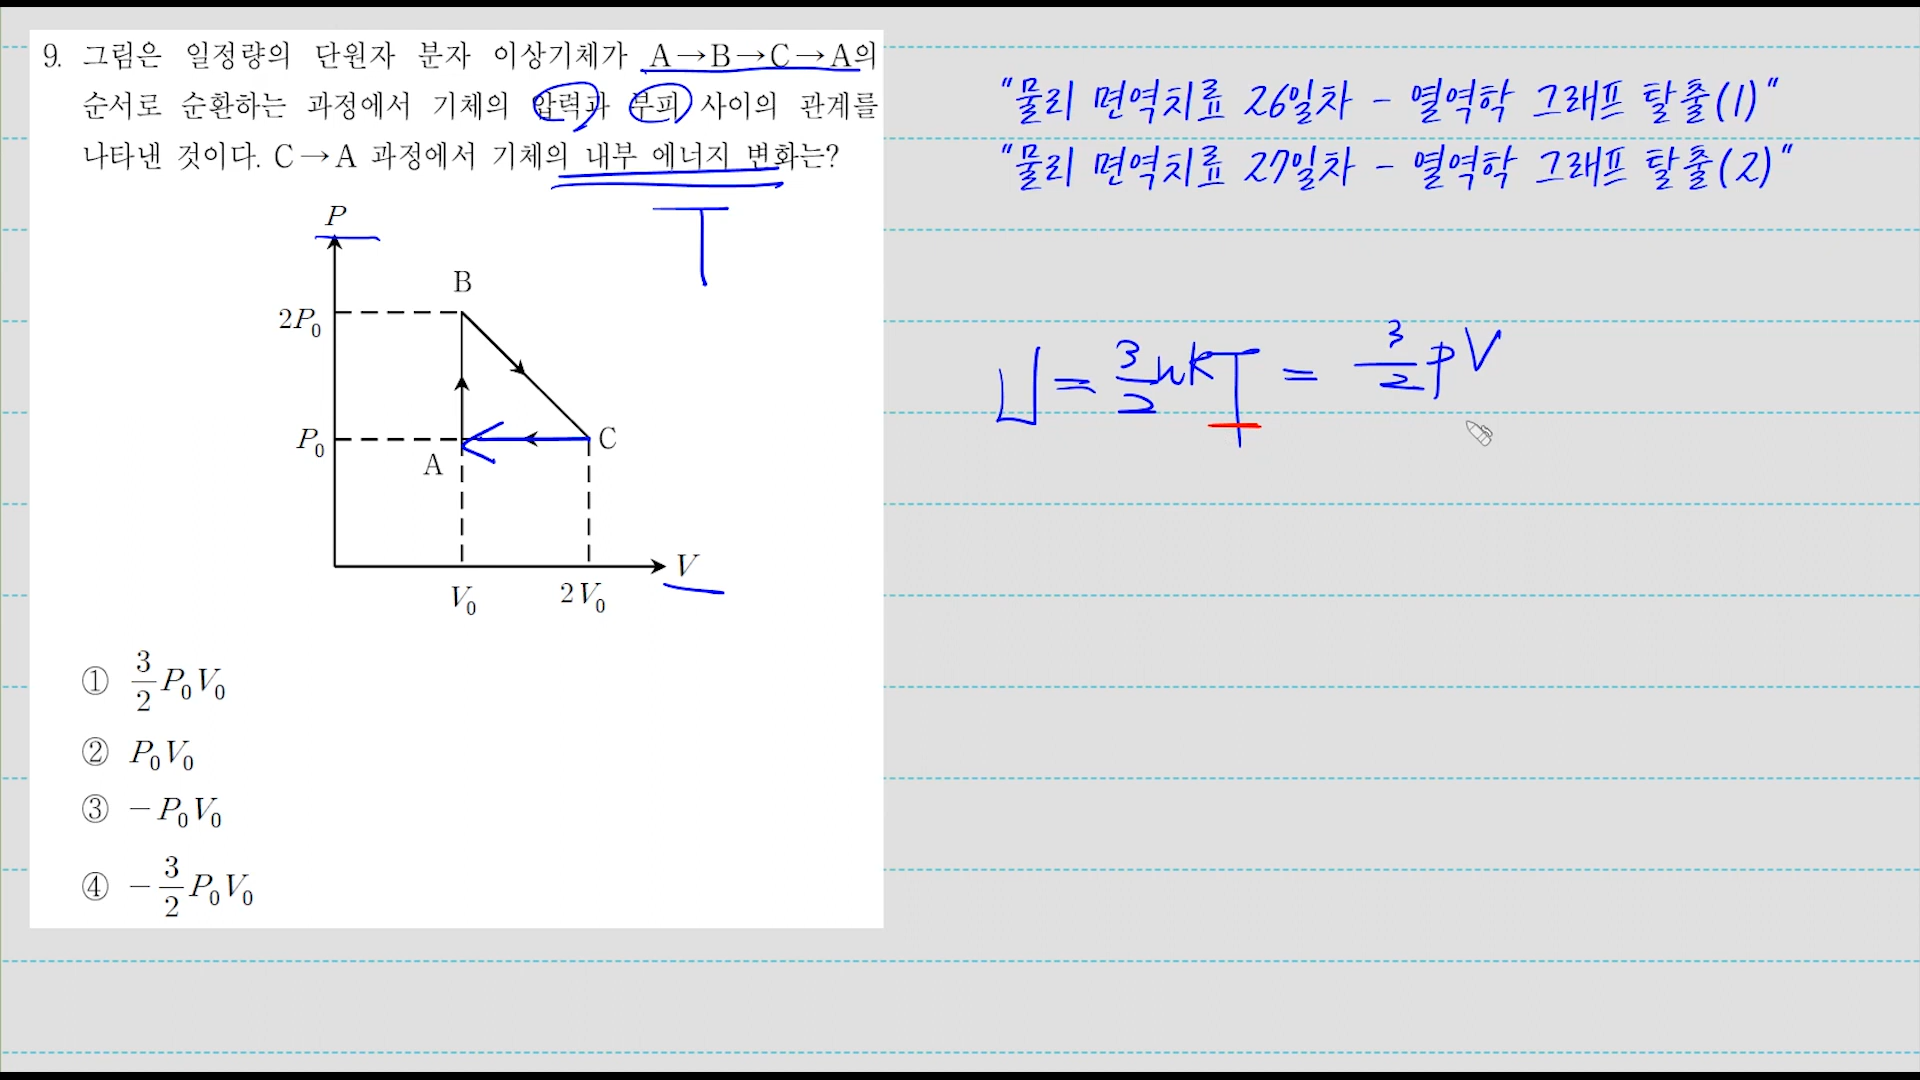 9. 그림은 일정량의 단원자 분자 이상기체가 A→B→C→A의
순서로 순환하는 과정에서 기체의 압력과 부피 사이의 관계를
나타낸 것이다. C→A 과정에서 기체의 내부 에너지 변화는?
T
P
B
2P₀
P₀
C
A
V
V₀
2V₀
① 3/2 P₀V₀
② P₀V₀
③ −P₀V₀
④ −3/2 P₀V₀
"물리 면역치료 26일차 - 열역학 그래프 탈출(1)"
"물리 면역치료 27일차 - 열역학 그래프 탈출(2)"
U = 3/2 nRT = 3/2 PV